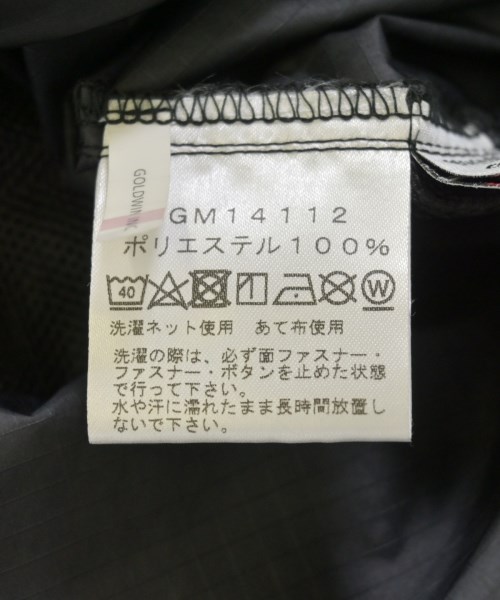 GOLDWIN INC.
GM14112
ポリエステル100%
40
W
洗濯ネット使用　あて布使用
洗濯の際は、必ず面ファスナー・
ファスナー・ボタンを止めた状態
で行って下さい。
水や汗に濡れたまま長時間放置し
ないで下さい。